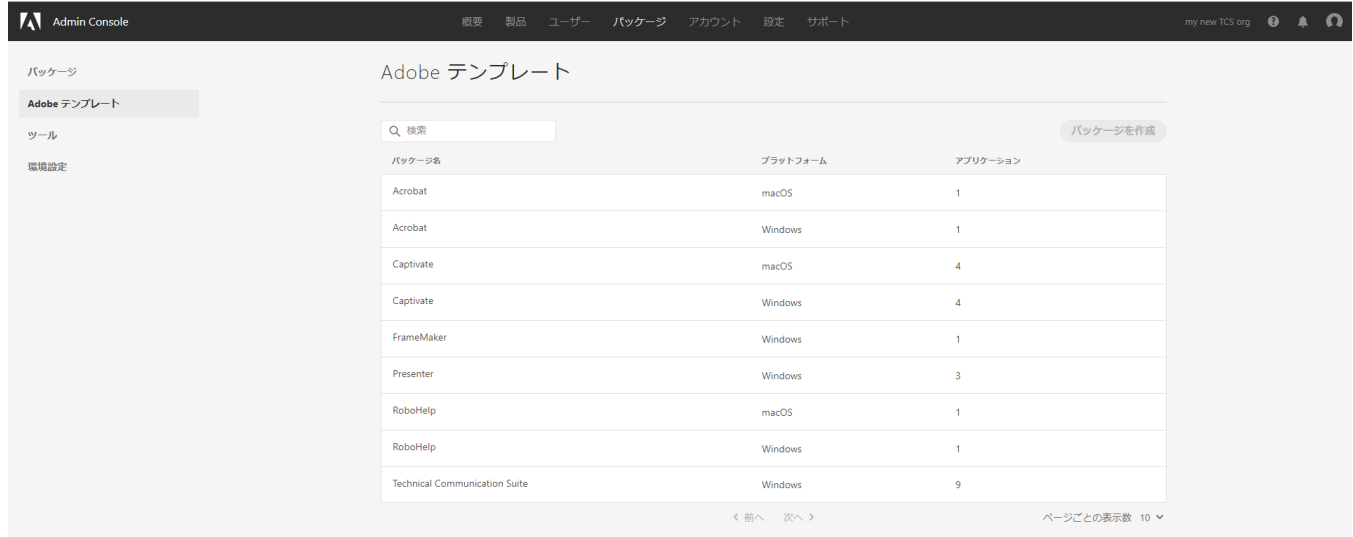 Admin Console 概要 製品 ユーザー パッケージ アカウント 設定 サポート my new TCS org
パッケージ
Adobe テンプレート
ツール
環境設定
Adobe テンプレート
検索
パッケージを作成
パッケージ名 プラットフォーム アプリケーション
Acrobat macOS 1
Acrobat Windows 1
Captivate macOS 4
Captivate Windows 4
FrameMaker Windows 1
Presenter Windows 3
RoboHelp macOS 1
RoboHelp Windows 1
Technical Communication Suite Windows 9
前へ 次へ ページごとの表示数 10